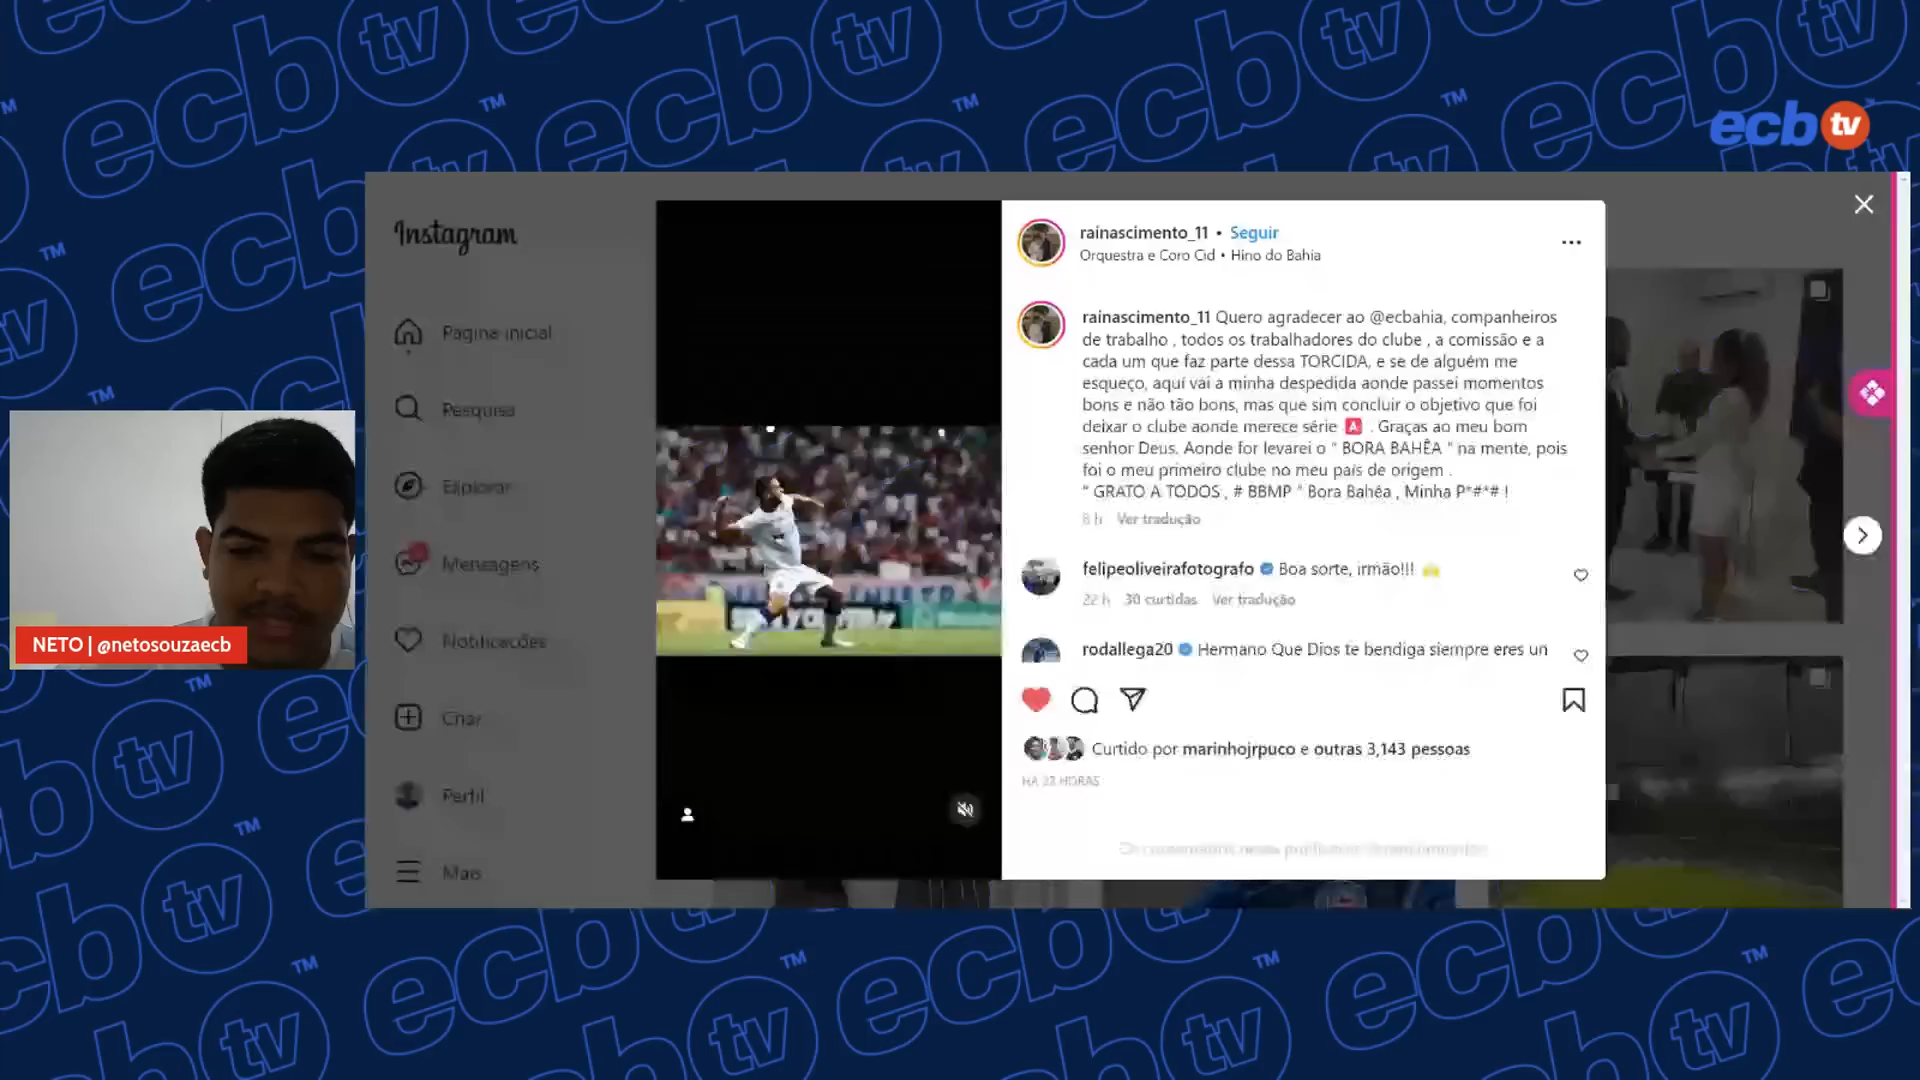 ecb tv
Instagram
Página inicial
Pesquisa
Explorar
Mensagens
Notificações
Criar
Perfil
Mais
NETO | @netosouzaecb
rainascimento_11 • Seguir
Orquestra e Coro Cid • Hino do Bahia
rainascimento_11 Quero agradecer ao @ecbahia, companheiros
de trabalho , todos os trabalhadores do clube , a comissão e a
cada um que faz parte dessa TORCIDA, e se de alguém me
esqueço, aquí vai a minha despedida aonde passei momentos
bons e não tão bons, mas que sim concluir o objetivo que foi
deixar o clube aonde merece série 🅰 . Graças ao meu bom
senhor Deus. Aonde for levarei o " BORA BAHÊA " na mente, pois
foi o meu primeiro clube no meu país de origem .
" GRATO A TODOS , # BBMP " Bora Bahêa , Minha P*#*# !
8 h Ver tradução
felipeoliveirafotografo Boa sorte, irmão!!! 🙌
22 h 30 curtidas Ver tradução
rodallega20 Hermano Que Dios te bendiga siempre eres un
Curtido por marinhojrpuco e outras 3,143 pessoas
HÁ 22 HORAS